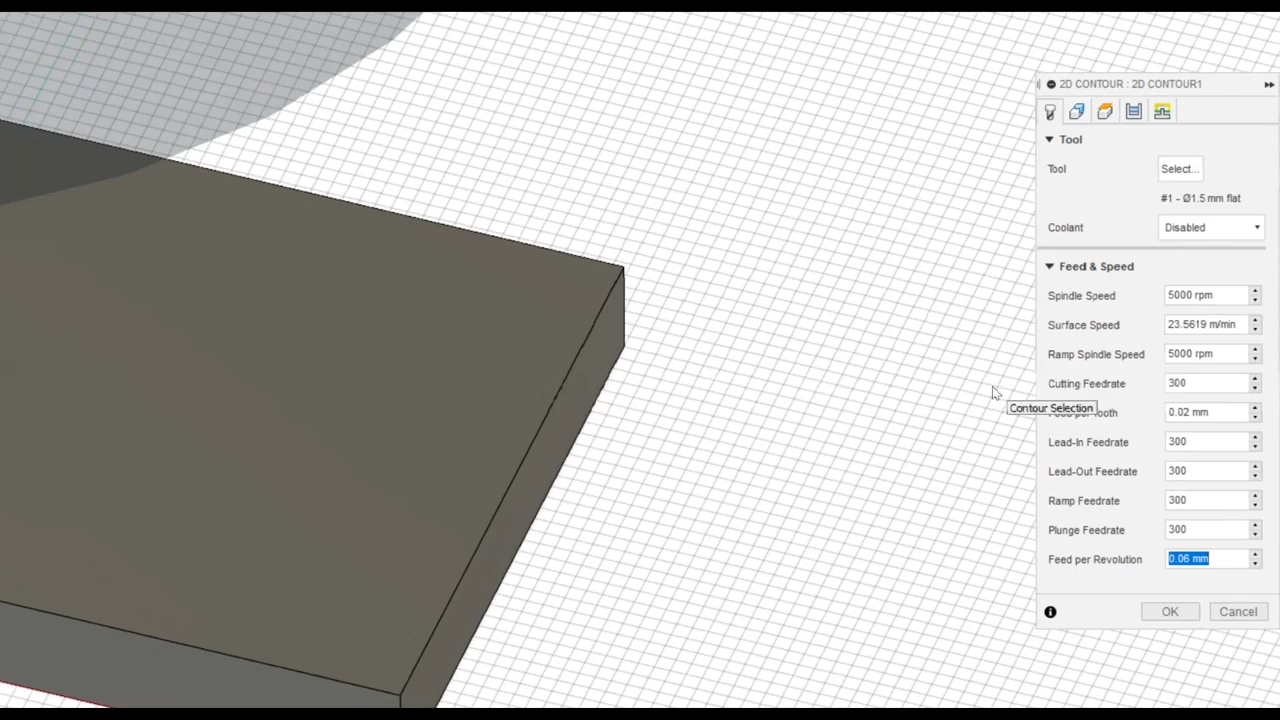 2D CONTOUR : 2D CONTOUR1
Tool
Tool Select...
#1 - Ø1.5 mm flat
Coolant Disabled
Feed & Speed
Spindle Speed 5000 rpm
Surface Speed 23.5619 m/min
Ramp Spindle Speed 5000 rpm
Cutting Feedrate 300
Contour Selection
0.02 mm
Lead-In Feedrate 300
Lead-Out Feedrate 300
Ramp Feedrate 300
Plunge Feedrate 300
Feed per Revolution 0.06 mm
OK Cancel